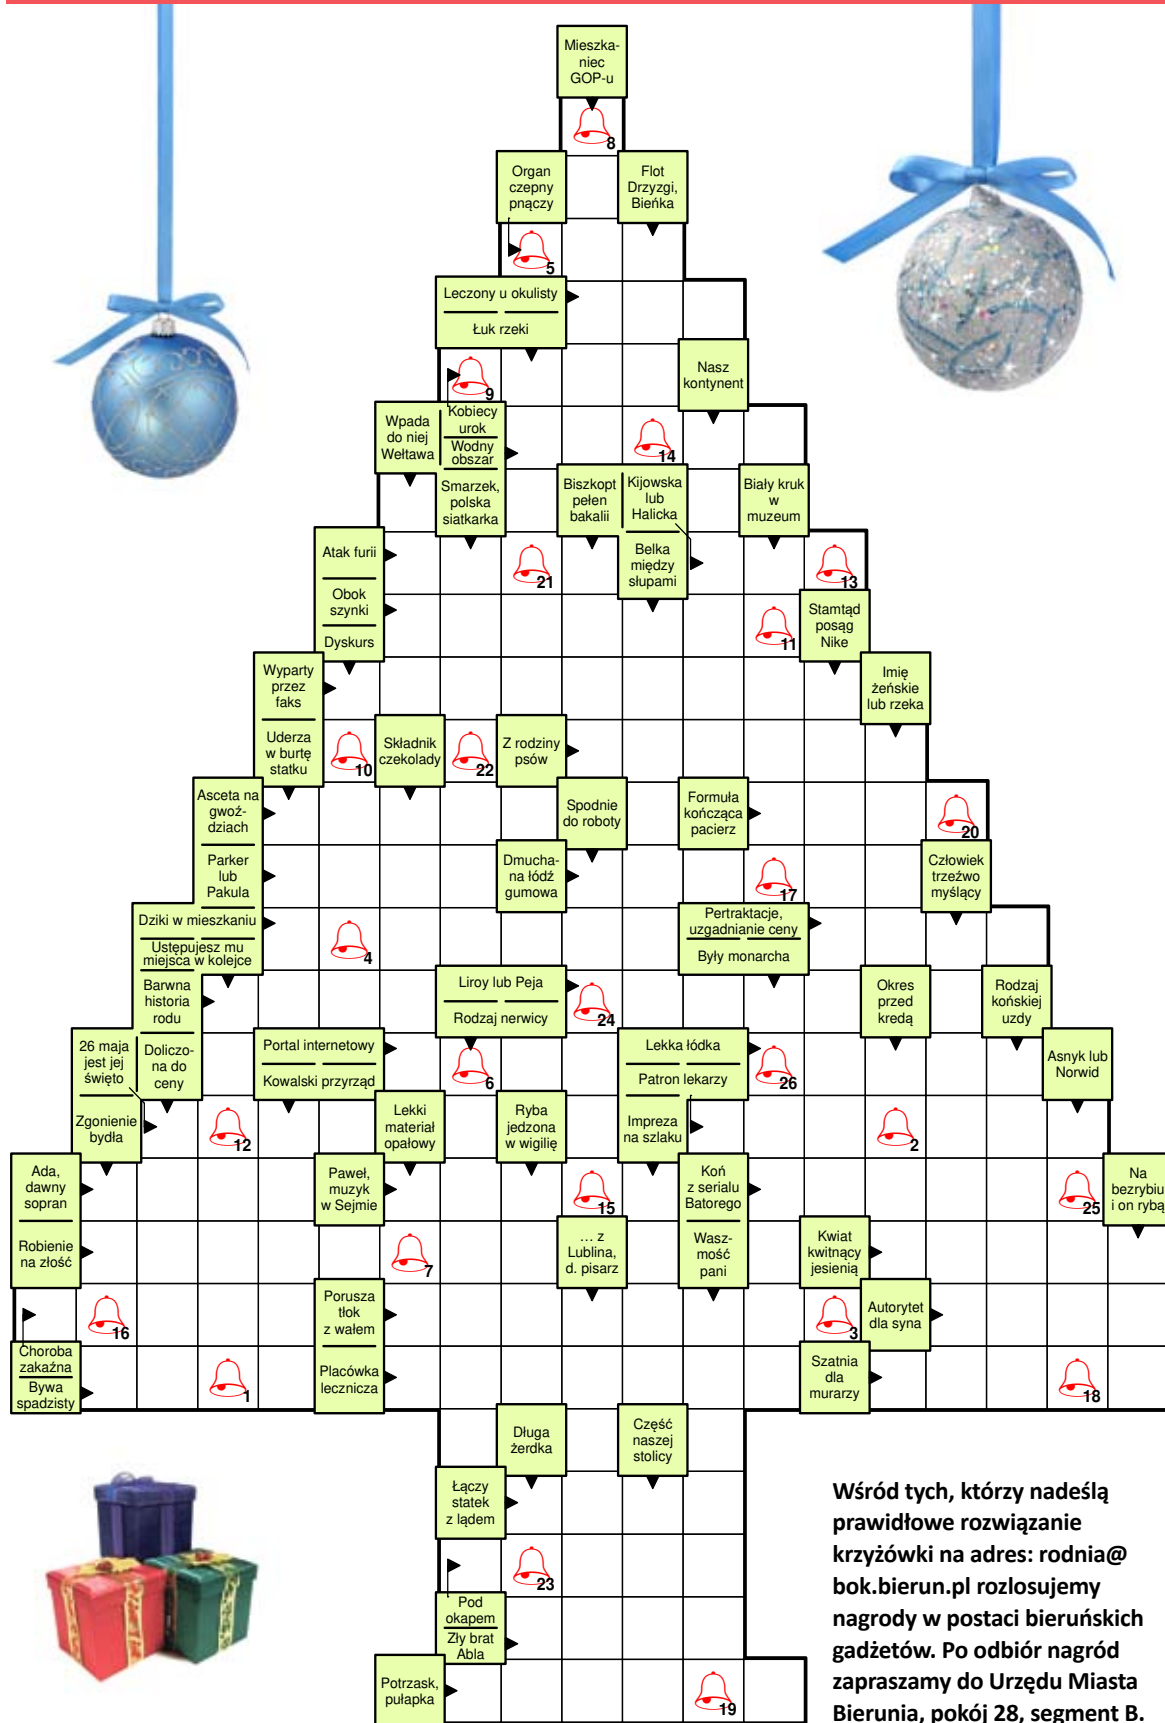 Mieszka-
niec
GOP-u
8
Organ
czepny
pnączy
Flot
Drzyzgi,
Bieńka
5
Leczony u okulisty
Łuk rzeki
9
Nasz
kontynent
Wpada
do niej
Wełtawa
Kobiecy
urok
Wodny
obszar
14
Smarzek,
polska
siatkarka
Biszkopt
pełen
bakalii
Kijowska
lub
Halicka
Biały kruk
w
muzeum
Atak furii
21
Belka
między
słupami
13
Obok
szynki
11
Stamtąd
posąg
Nike
Dyskurs
Wyparty
przez
faks
Imię
żeńskie
lub rzeka
Uderza
w burtę
statku
10
Składnik
czekolady
22
Z rodziny
psów
Asceta na
gwoź-
dziach
Spodnie
do roboty
Formuła
kończąca
pacierz
20
Parker
lub
Pakula
Dmucha-
na łódź
gumowa
17
Człowiek
trzeźwo
myślący
Dziki w mieszkaniu
4
Pertraktacje,
uzgadnianie ceny
Ustępujesz mu
miejsca w kolejce
Były monarcha
Barwna
historia
rodu
Liroy lub Peja
Rodzaj nerwicy
24
Okres
przed
kredą
Rodzaj
końskiej
uzdy
26 maja
jest jej
święto
Doliczo-
na do
ceny
Portal internetowy
Kowalski przyrząd
6
Lekka łódka
Patron lekarzy
26
Asnyk lub
Norwid
Zgonienie
bydła
12
Lekki
materiał
opałowy
Ryba
jedzona
w wigilię
Impreza
na szlaku
2
Ada,
dawny
sopran
Paweł,
muzyk
w Sejmie
15
Koń
z serialu
Batorego
25
Na
bezrybiu
i on rybą
Robienie
na złość
7
... z
Lublina,
d. pisarz
Wasz-
mość
pani
Kwiat
kwitnący
jesienią
16
Porusza
tłok
z wałem
3
Autorytet
dla syna
Choroba
zakaźna
Bywa
spadzisty
1
Placówka
lecznicza
Szatnia
dla
murarzy
18
Długa
żerdka
Część
naszej
stolicy
Łączy
statek
z lądem
23
Pod
okapem
Zły brat
Abla
Potrzask,
pułapka
19
Wśród tych, którzy nadeślą
prawidłowe rozwiązanie
krzyżówki na adres: rodnia@
bok.bierun.pl rozlosujemy
nagrody w postaci bieruńskich
gadżetów. Po odbiór nagród
zapraszamy do Urzędu Miasta
Bierunia, pokój 28, segment B.